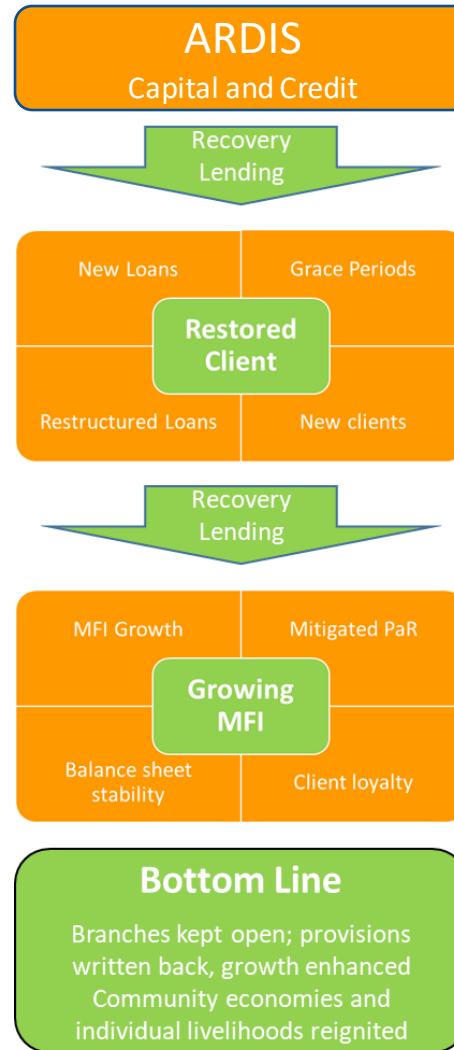 ARDIS
Capital and Credit
Recovery
Lending
New Loans
Grace Periods
Restored
Client
Restructured Loans
New clients
Recovery
Lending
MFI Growth
Mitigated PaR
Growing
MFI
Balance sheet
stability
Client loyalty
Bottom Line
Branches kept open; provisions
written back, growth enhanced
Community economies and
individual livelihoods reignited